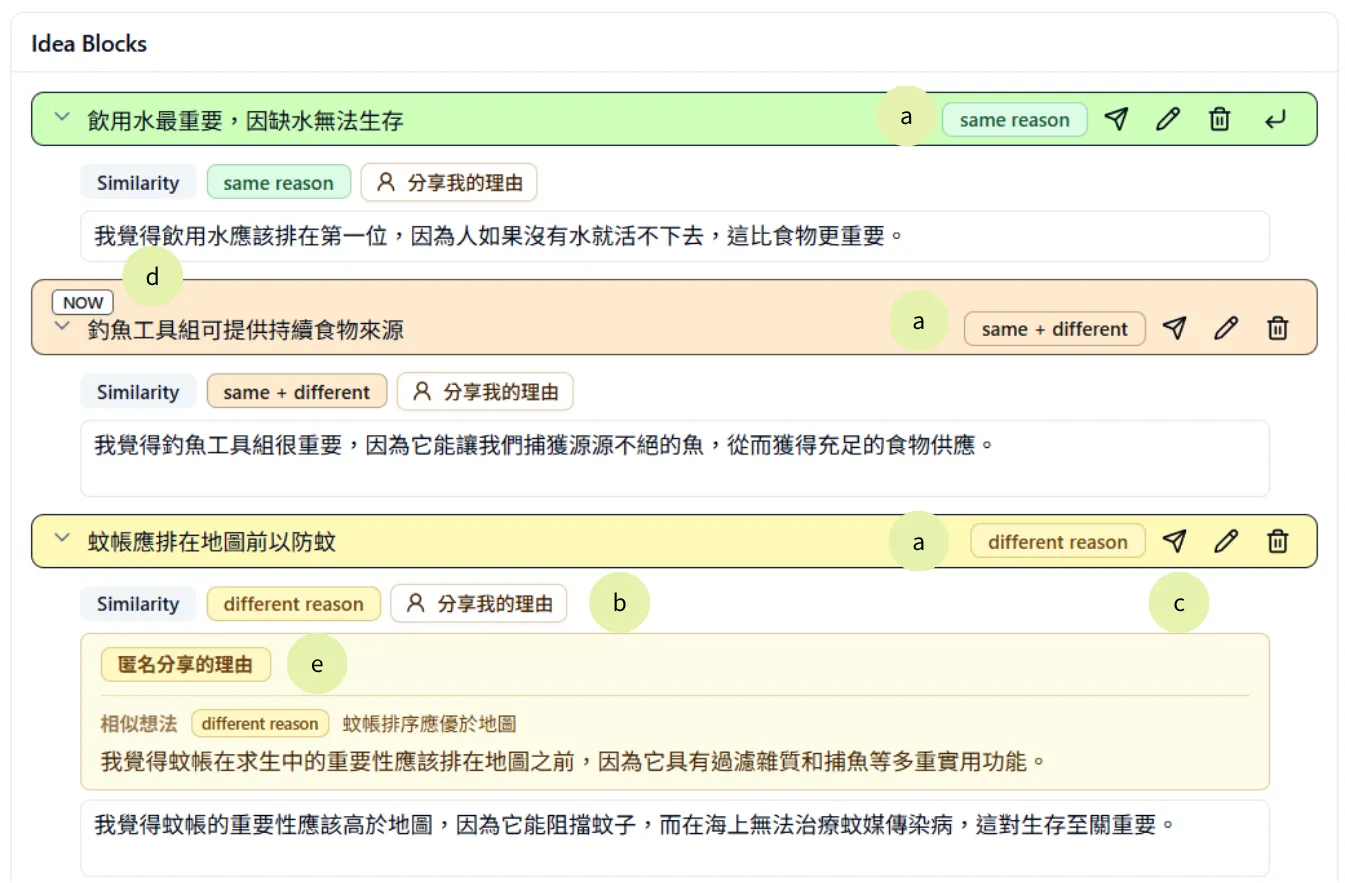 Idea Blocks
飲用水最重要，因缺水無法生存 a same reason
Similarity same reason 分享我的理由
我覺得飲用水應該排在第一位，因為人如果沒有水就活不下去，這比食物更重要。
d
NOW
釣魚工具組可提供持續食物來源 a same + different
Similarity same + different 分享我的理由
我覺得釣魚工具組很重要，因為它能讓我們捕獲源源不絕的魚，從而獲得充足的食物供應。
蚊帳應排在地圖前以防蚊 a different reason
Similarity different reason 分享我的理由 b c
匿名分享的理由 e
相似想法 different reason 蚊帳排序應優於地圖
我覺得蚊帳在求生中的重要性應該排在地圖之前，因為它具有過濾雜質和捕魚等多重實用功能。
我覺得蚊帳的重要性應該高於地圖，因為它能阻擋蚊子，而在海上無法治療蚊媒傳染病，這對生存至關重要。